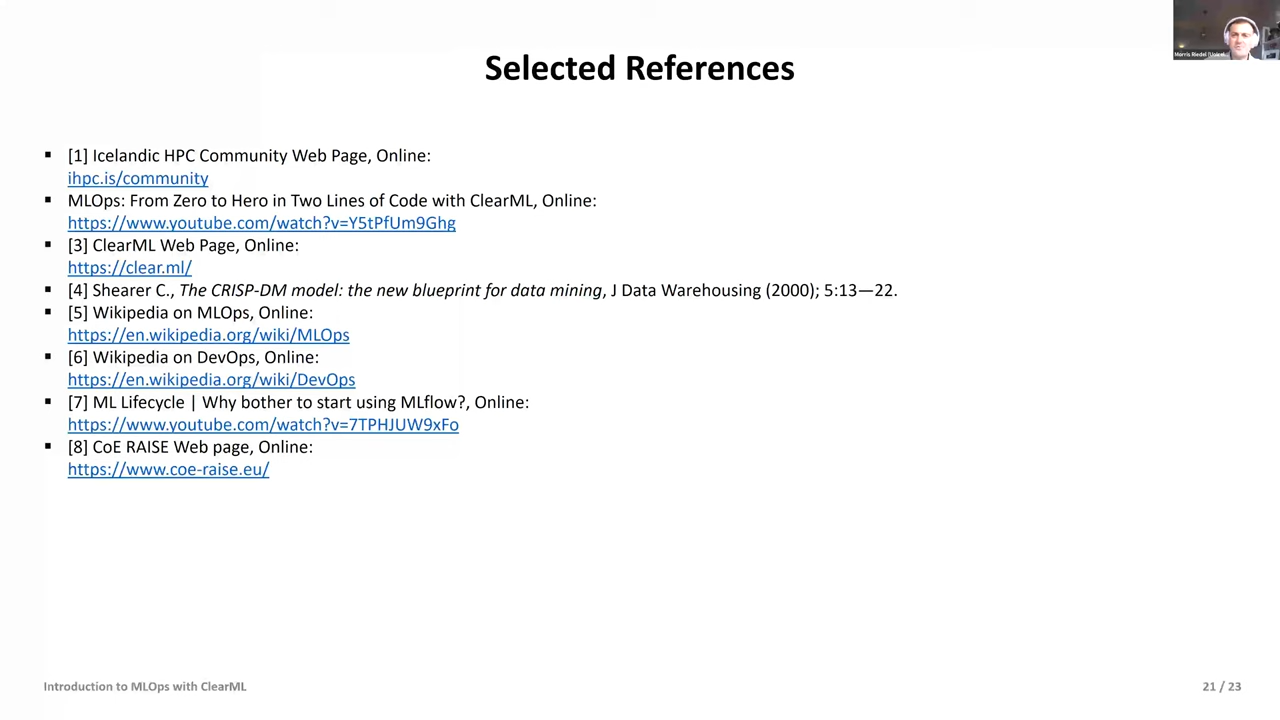 Morris Riedel
Selected References
▪ [1] Icelandic HPC Community Web Page, Online:
ihpc.is/community
▪ MLOps: From Zero to Hero in Two Lines of Code with ClearML, Online:
https://www.youtube.com/watch?v=Y5tPfUm9Ghg
▪ [3] ClearML Web Page, Online:
https://clear.ml/
▪ [4] Shearer C., The CRISP-DM model: the new blueprint for data mining, J Data Warehousing (2000); 5:13—22.
▪ [5] Wikipedia on MLOps, Online:
https://en.wikipedia.org/wiki/MLOps
▪ [6] Wikipedia on DevOps, Online:
https://en.wikipedia.org/wiki/DevOps
▪ [7] ML Lifecycle | Why bother to start using MLflow?, Online:
https://www.youtube.com/watch?v=7TPHJUW9xFo
▪ [8] CoE RAISE Web page, Online:
https://www.coe-raise.eu/
Introduction to MLOps with ClearML
21 / 23